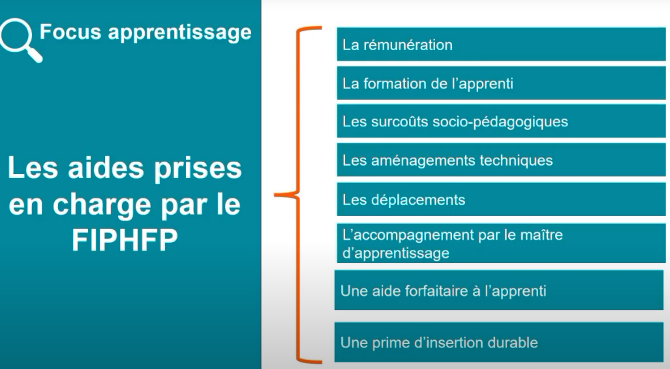 Focus apprentissage
Les aides prises
en charge par le
FIPHFP
La rémunération
La formation de l'apprenti
Les surcoûts socio-pédagogiques
Les aménagements techniques
Les déplacements
L'accompagnement par le maître
d'apprentissage
Une aide forfaitaire à l'apprenti
Une prime d'insertion durable